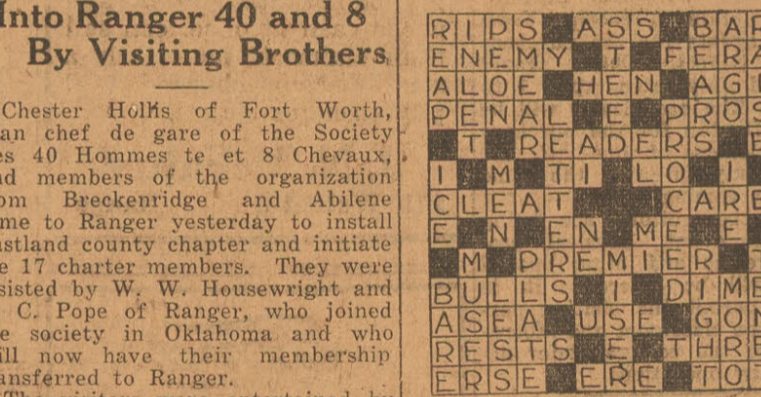 Into Ranger 40 and 8
By Visiting Brothers
Chester Hollis of Fort Worth,
an chef de gare of the Society
es 40 Hommes te et 8 Chevaux,
nd members of the organization
om Breckenridge and Abilene
me to Ranger yesterday to install
astland county chapter and initiate
e 17 charter members. They were
sisted by W. W. Housewright and
C. Pope of Ranger, who joined
e society in Oklahoma and who
ill now have their membership
ansferred to Ranger.
RIPS ASS BAR
ENEMY T FERA
ALOE HEN AGU
PENAL E PROS
T READERS E
I M TI LO I
CLEAT CARE
E N EN ME E
M PREMIER
BULLS I DIME
ASEA USE GON
RESTS E THRE
ERSE ERE TO